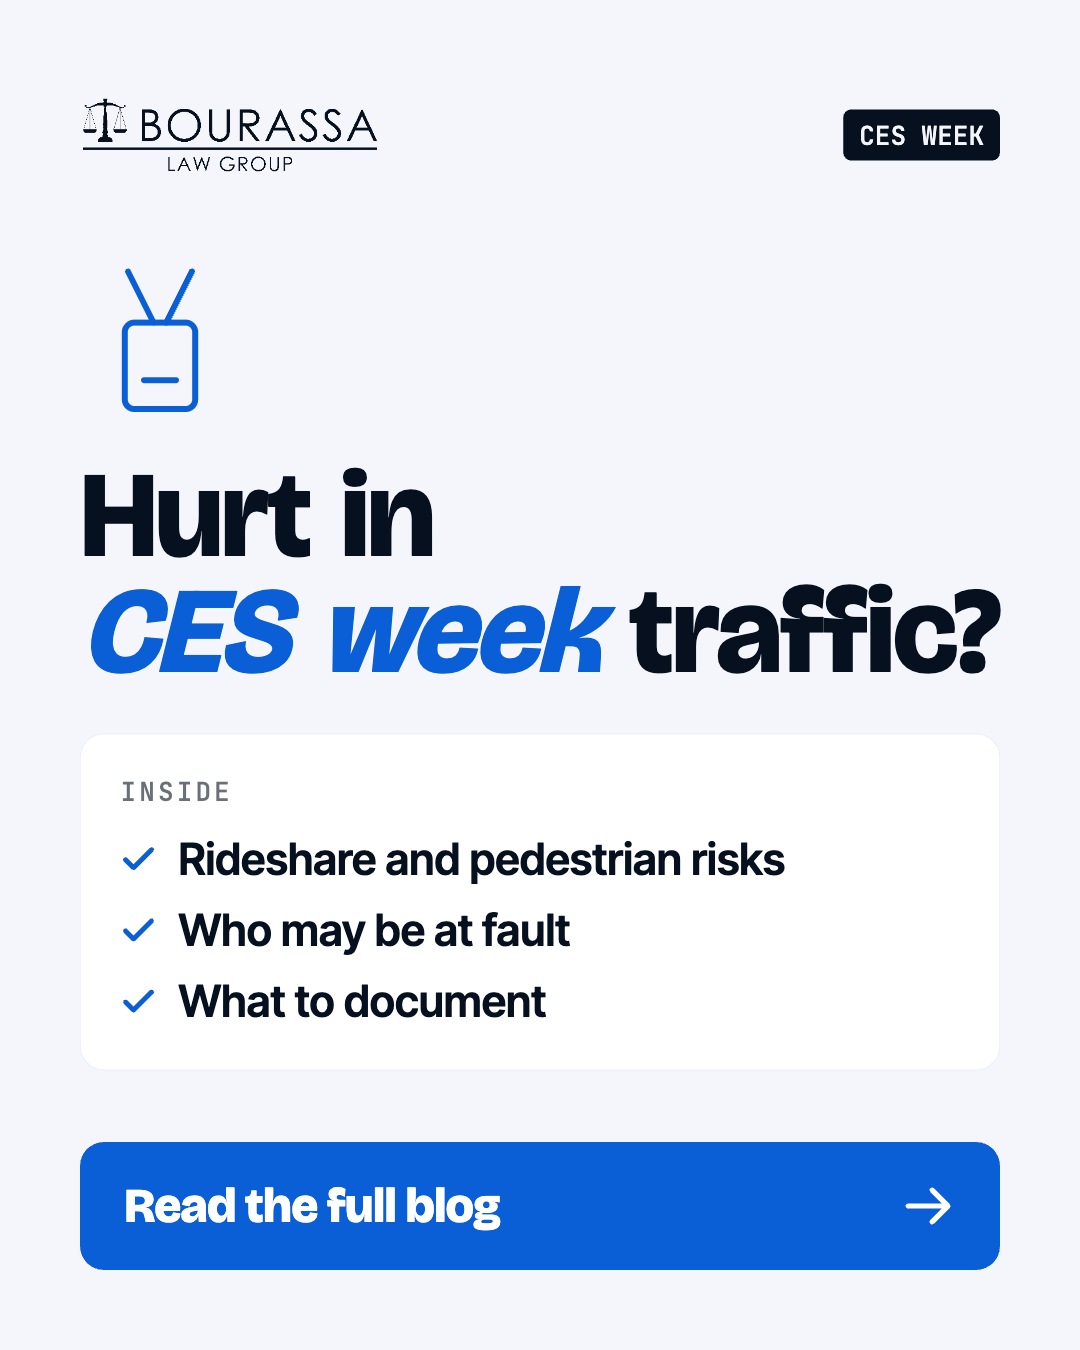 BOURASSA
LAW GROUP
CES WEEK
Hurt in
CES week traffic?
INSIDE
Rideshare and pedestrian risks
Who may be at fault
What to document
Read the full blog